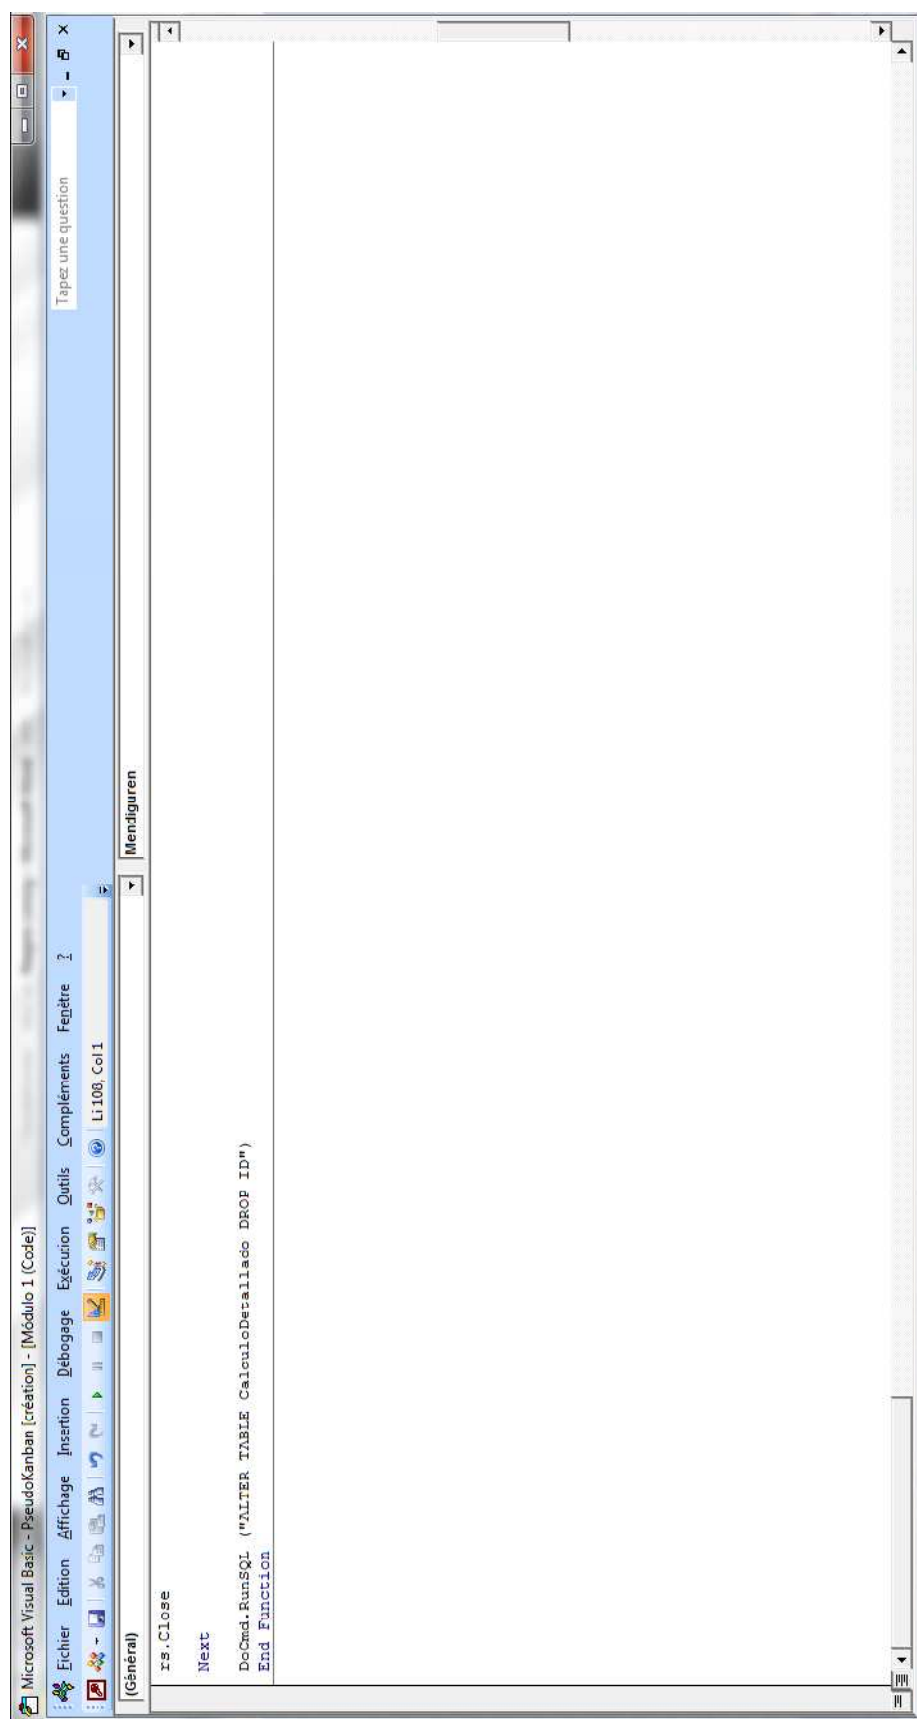 Microsoft Visual Basic - PseudoKanban [création] - [Módulo 1 (Code)]
Fichier Edition Affichage Insertion Débogage Exécution Outils Compléments Fenêtre ?
Tapez une question
Li 108, Col 1
(Général)
Mendiguren
rs.Close
Next
DoCmd.RunSQL ("ALTER TABLE CalculoDetallado DROP ID")
End Function